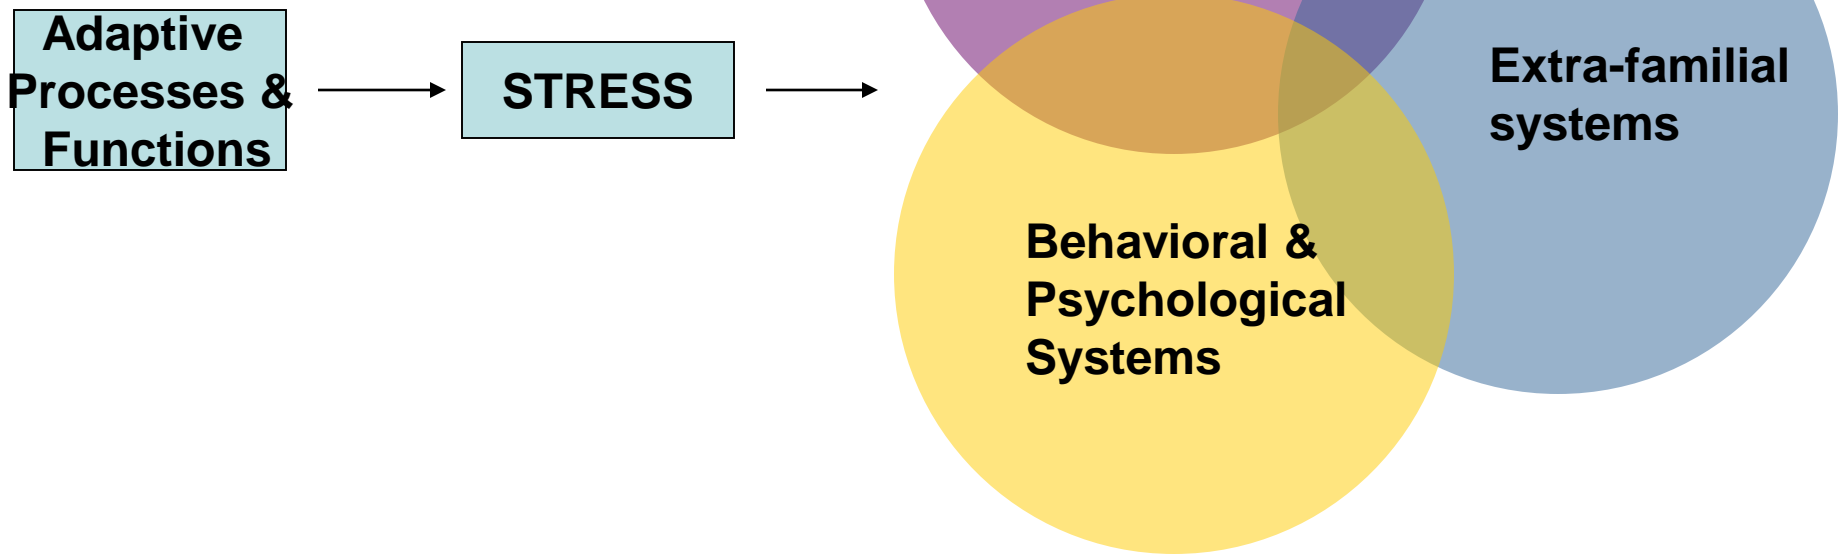 Adaptive
Processes &
Functions
STRESS
Extra-familial
systems
Behavioral &
Psychological
Systems